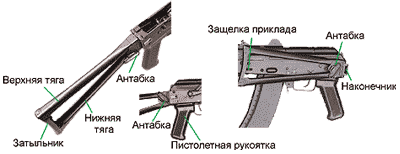 Верхняя тяга
Антабка
Нижняя
тяга
Затыльник
Антабка
Пистолетная рукоятка
Защелка приклада
Антабка
Наконечник